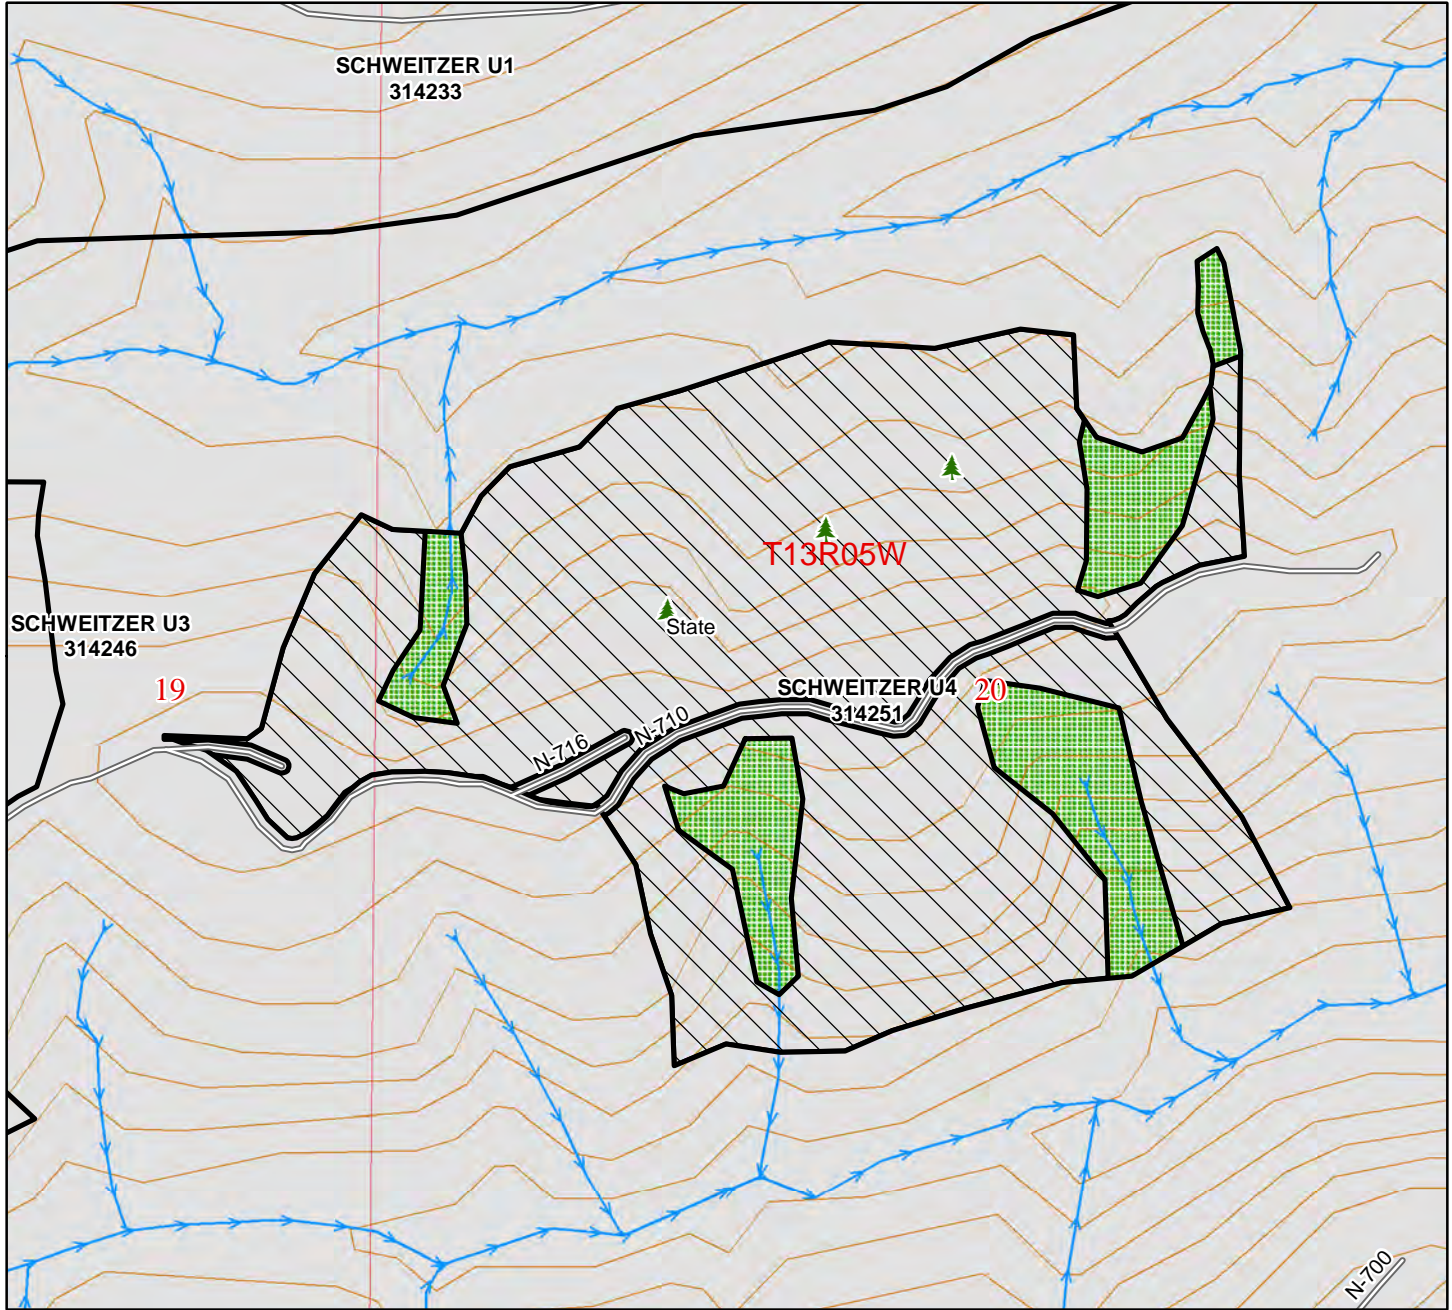 SCHWEITZER U1
314233
T13R05W
State
SCHWEITZER U3
314246
19
SCHWEITZER U4
314251
20
N-710
N-716
N-700